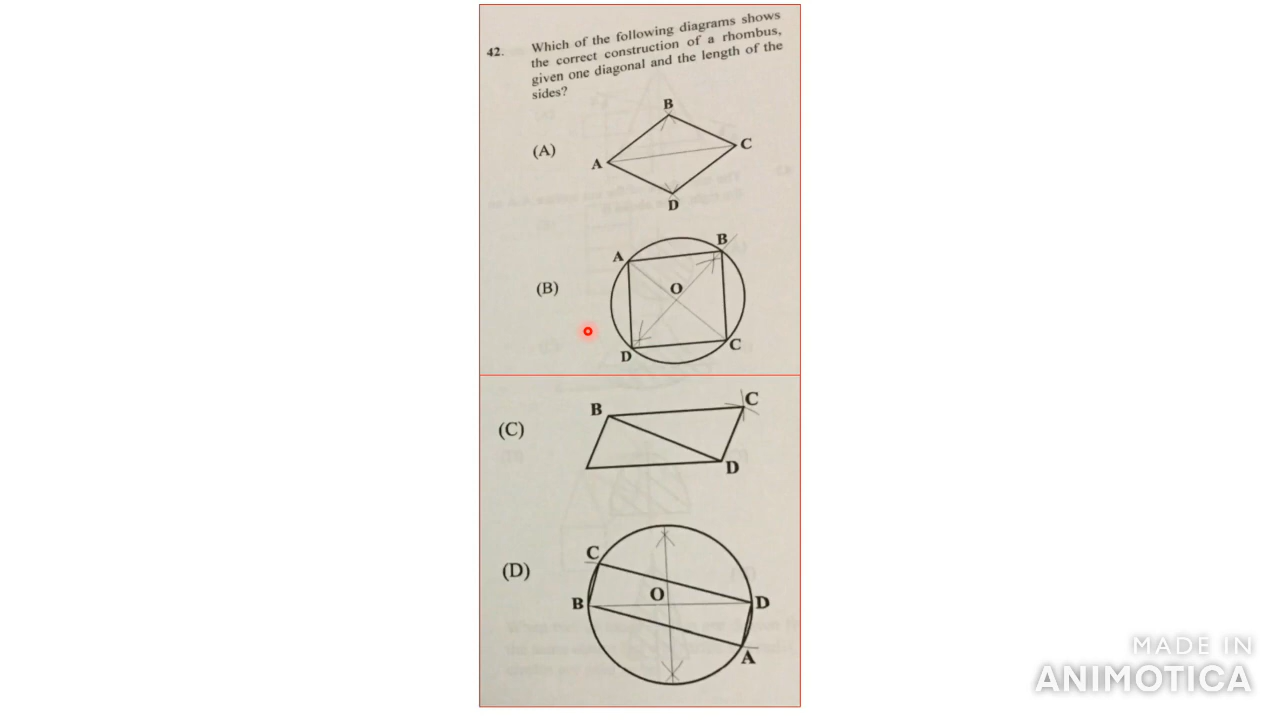 42. Which of the following diagrams shows
the correct construction of a rhombus,
given one diagonal and the length of the
sides?
B
(A)
A
C
D
B
A
(B)
O
D
C
B
C
(C)
D
C
(D)
O
B
D
A
MADE IN
ANIMOTICA